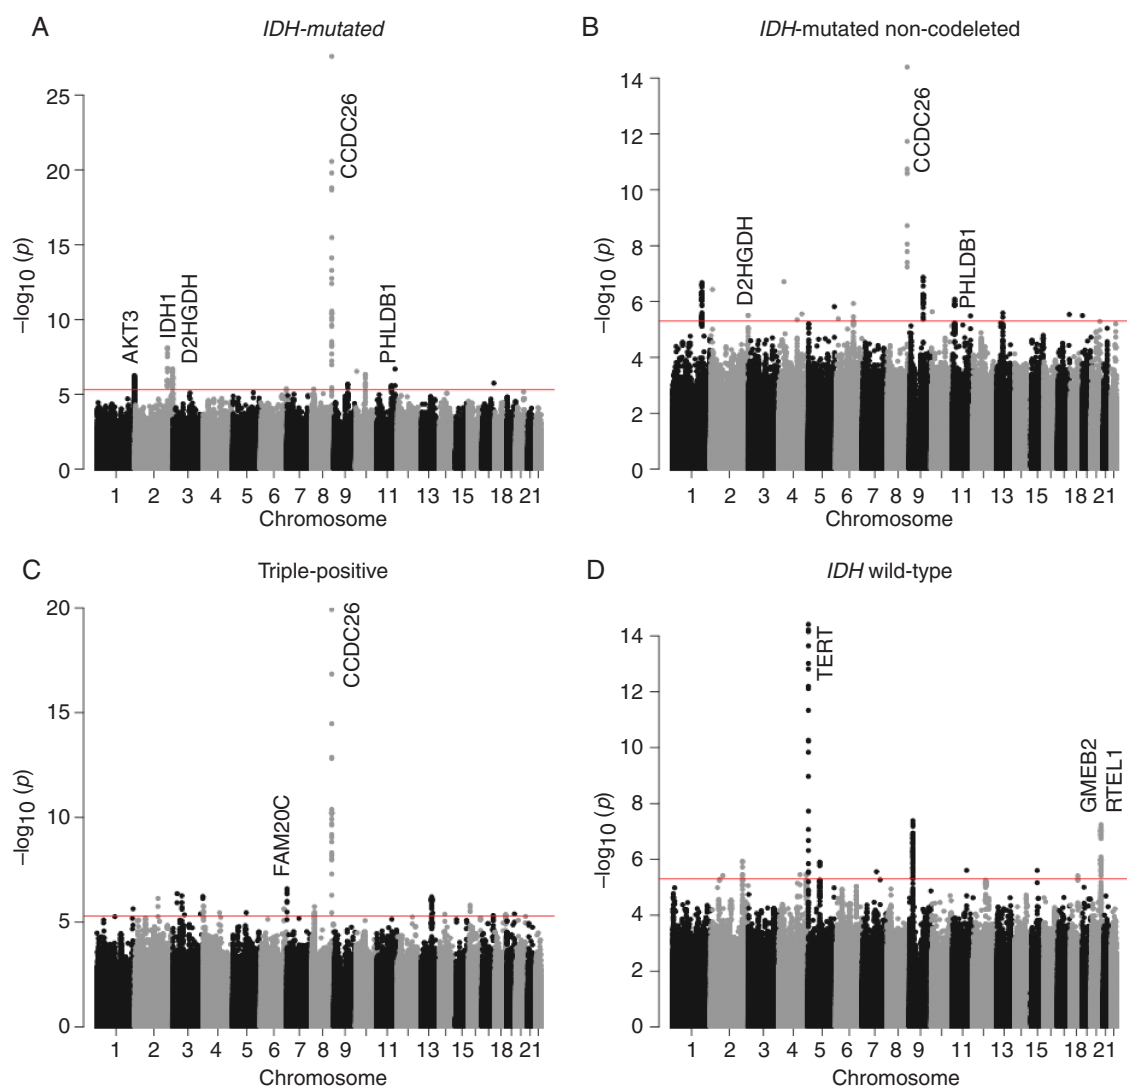 A
IDH-mutated
25
20
15
10
5
0
–log10 (p)
AKT3
IDH1
D2HGDH
CCDC26
PHLDB1
1 2 3 4 5 6 7 8 9 11 13 15 18 21
Chromosome
B
IDH-mutated non-codeleted
14
12
10
8
6
4
2
0
–log10 (p)
D2HGDH
CCDC26
PHLDB1
1 2 3 4 5 6 7 8 9 11 13 15 18 21
Chromosome
C
Triple-positive
20
15
10
5
0
–log10 (p)
FAM20C
CCDC26
1 2 3 4 5 6 7 8 9 11 13 15 18 21
Chromosome
D
IDH wild-type
14
12
10
8
6
4
2
0
–log10 (p)
TERT
GMEB2
RTEL1
1 2 3 4 5 6 7 8 9 11 13 15 18 21
Chromosome